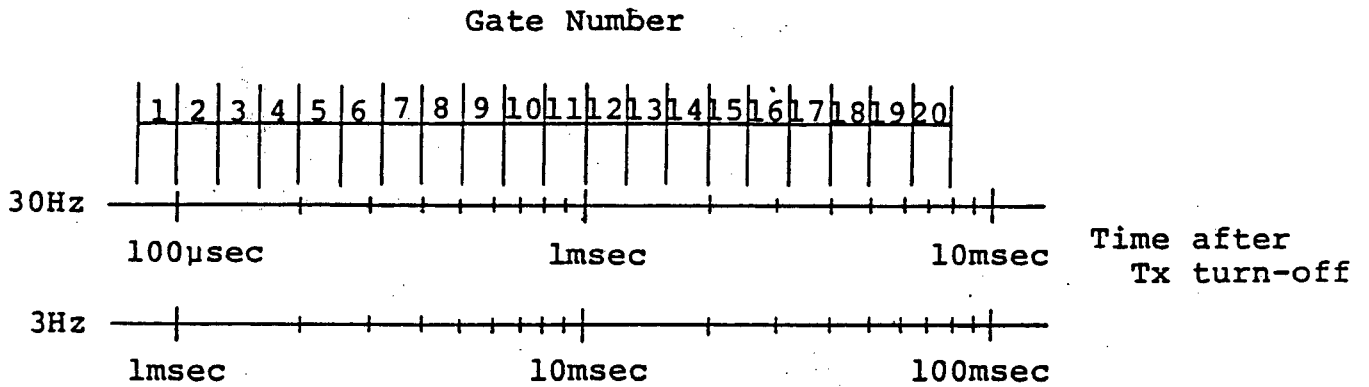 Gate Number
1 2 3 4 5 6 7 8 9 10 11 12 13 14 15 16 17 18 19 20
30Hz
100μsec 1msec 10msec
Time after
Tx turn-off
3Hz
1msec 10msec 100msec